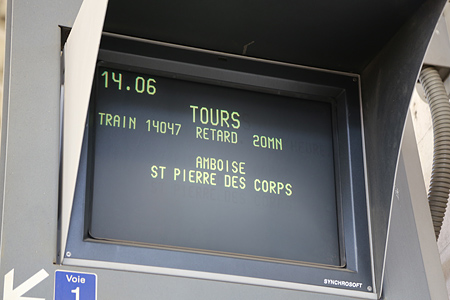 14.06
TOURS
TRAIN 14047 RETARD 20MN
AMBOISE
ST PIERRE DES CORPS
SYNCHROSOFT
Voie
1